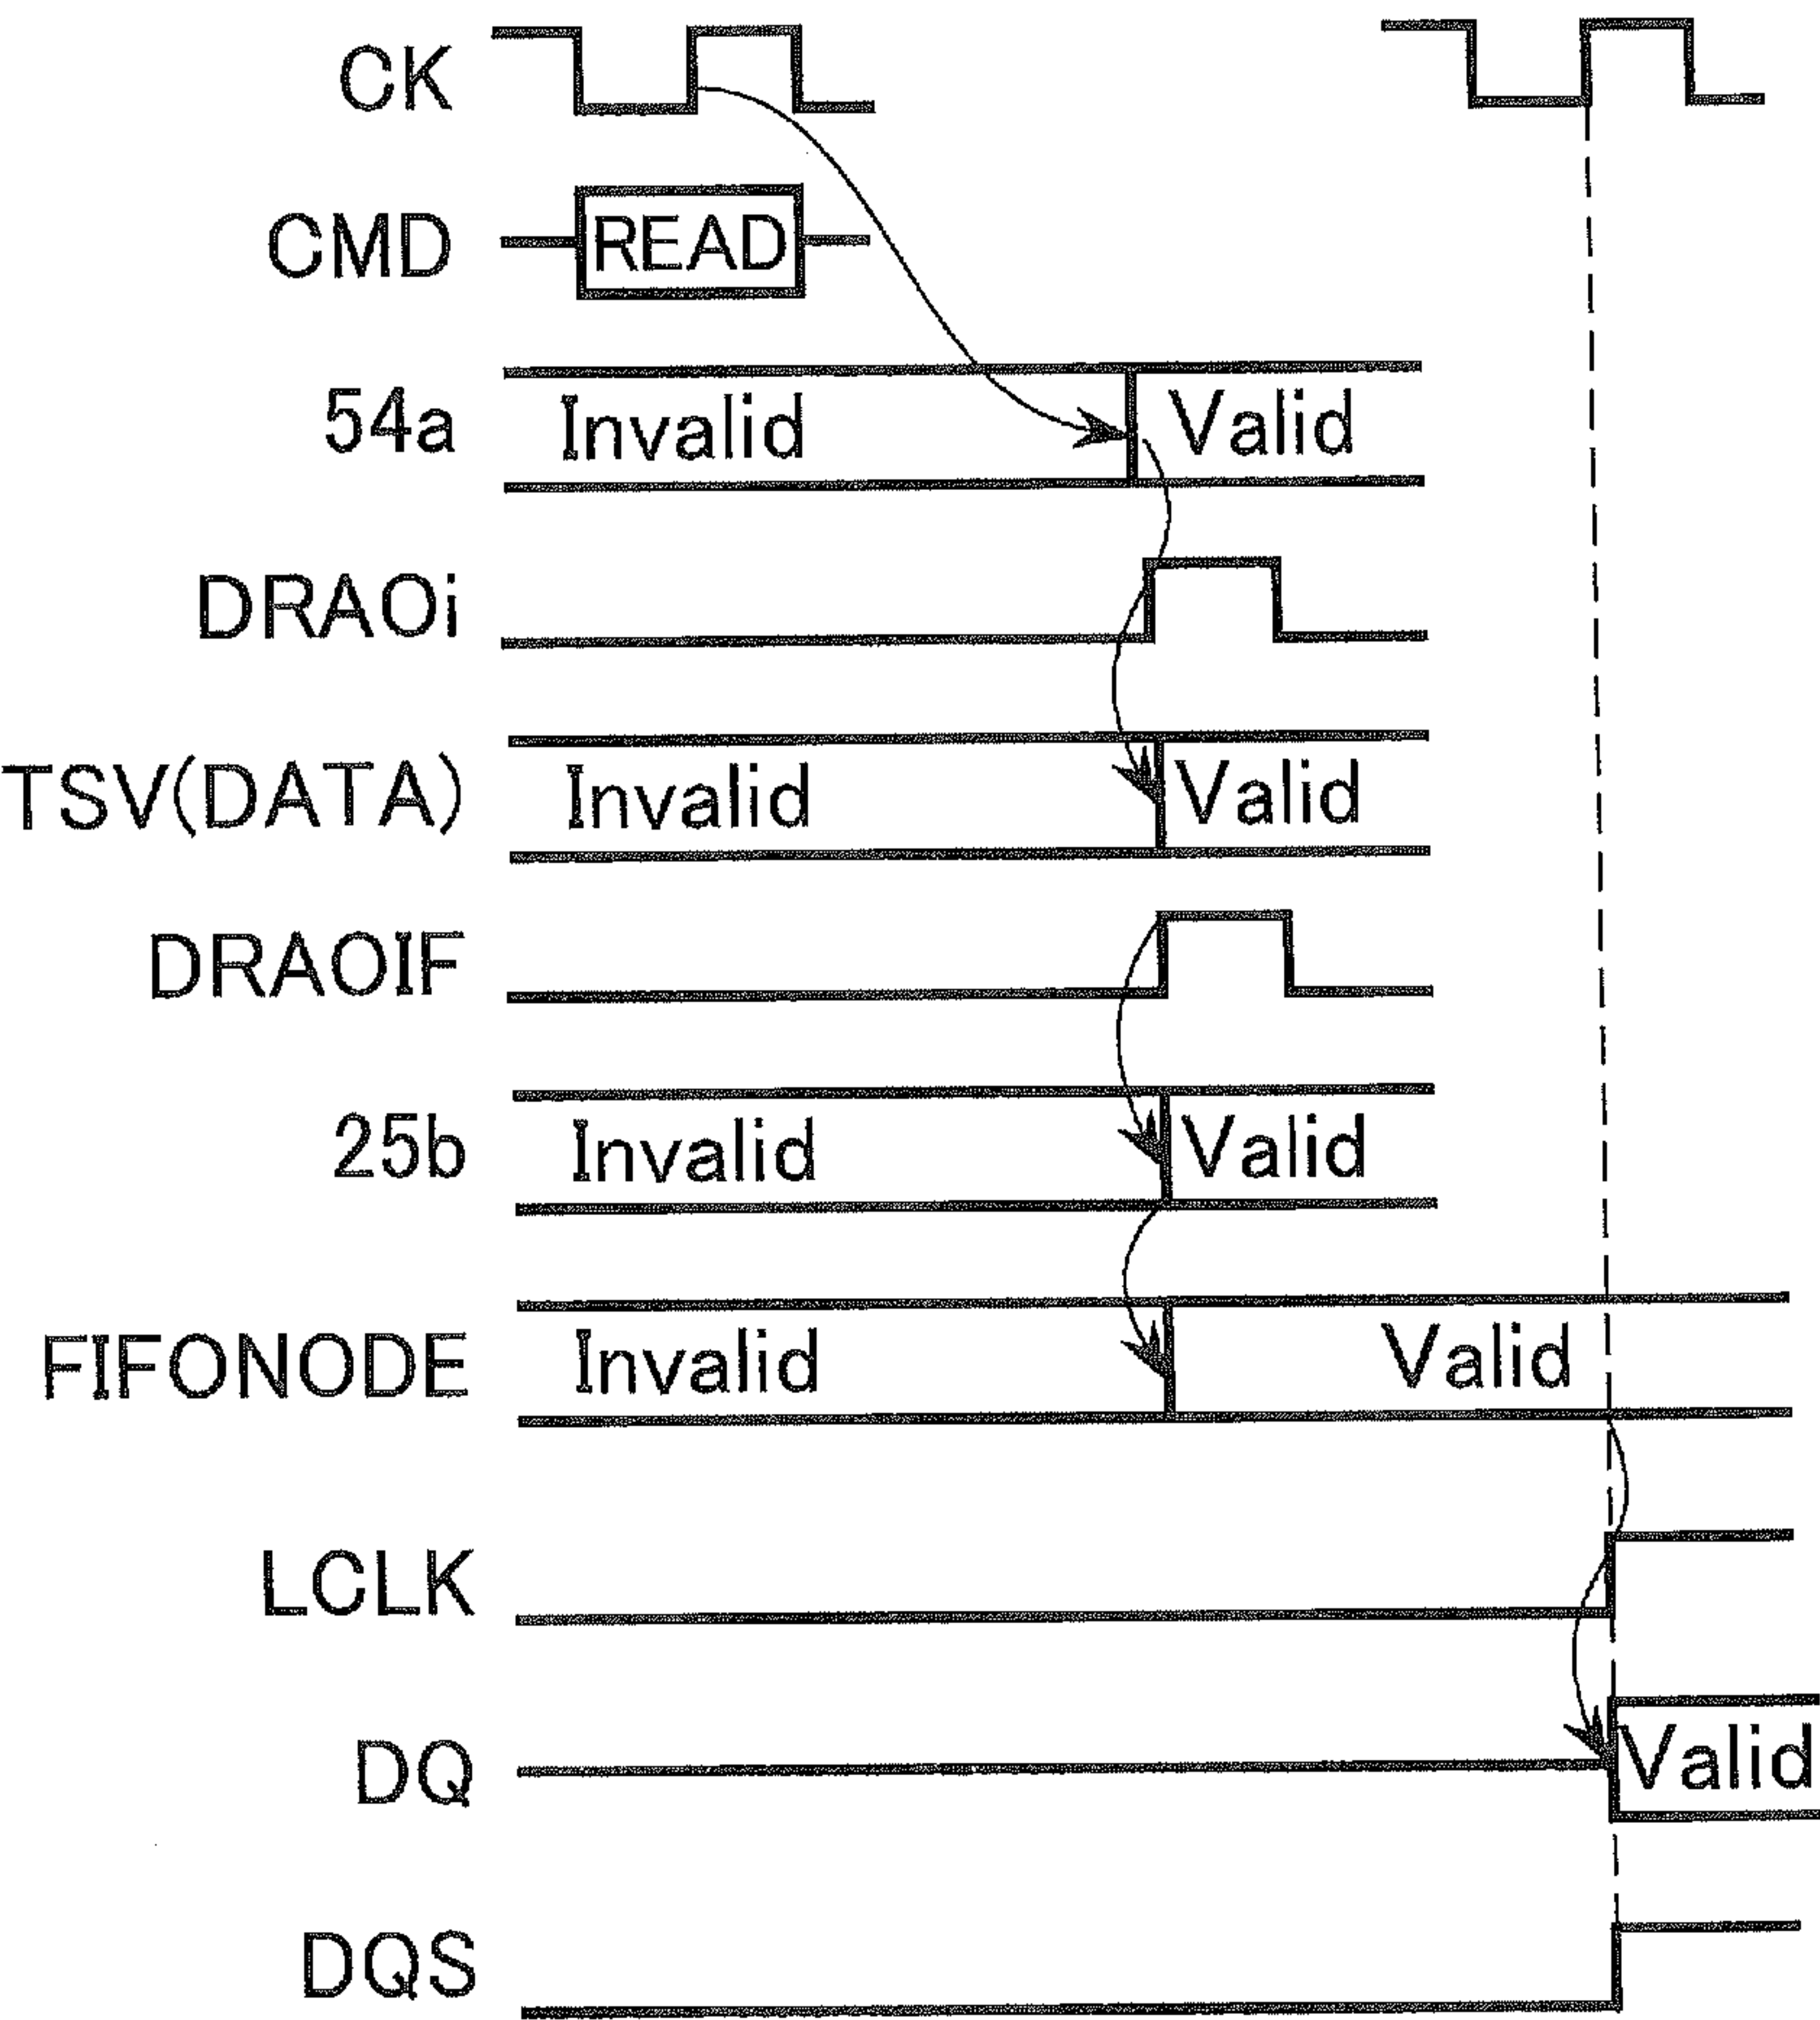 CK
CMD READ
54a Invalid Valid
DRAOi
TSV(DATA) Invalid Valid
DRAOIF
25b Invalid Valid
FIFONODE Invalid Valid
LCLK
DQ Valid
DQS